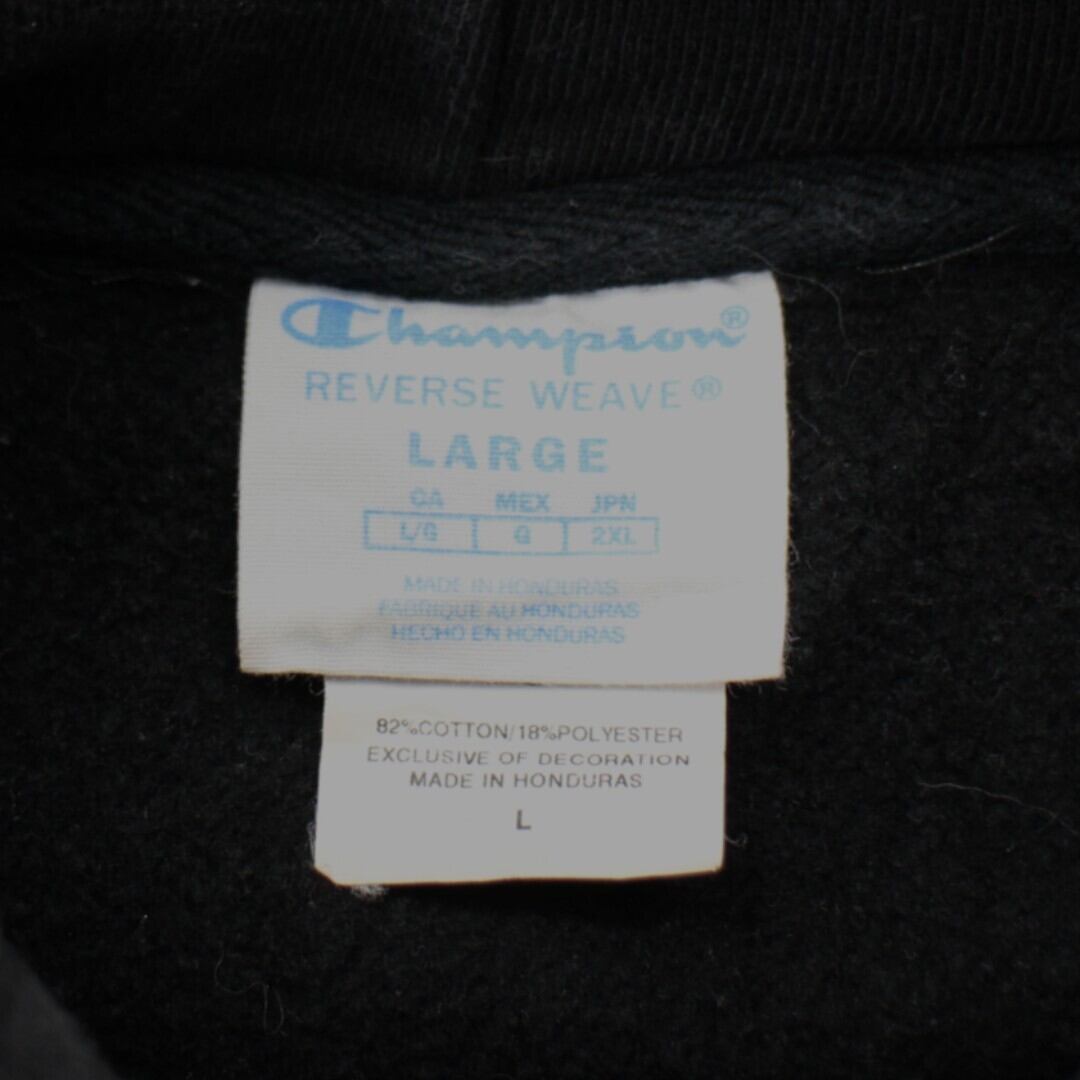 Champion®
REVERSE WEAVE®
LARGE
CA MEX JPN
L/G G 2XL
MADE IN HONDURAS
FABRIQUE AU HONDURAS
HECHO EN HONDURAS
82%COTTON/18%POLYESTER
EXCLUSIVE OF DECORATION
MADE IN HONDURAS
L